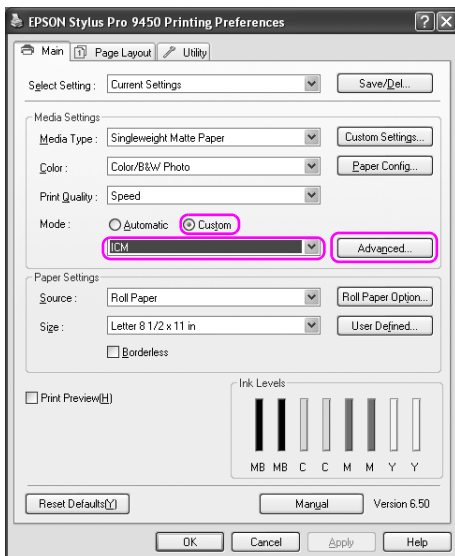 EPSON Stylus Pro 9450 Printing Preferences
Main Page Layout Utility
Select Setting : Current Settings Save/Del...
Media Settings
Media Type : Singleweight Matte Paper Custom Settings...
Color : Color/B&W Photo Paper Config...
Print Quality : Speed
Mode : Automatic Custom
ICM Advanced...
Paper Settings
Source : Roll Paper Roll Paper Option...
Size : Letter 8 1/2 x 11 in User Defined...
Borderless
Print Preview(H)
Ink Levels
MB MB C C M M Y Y
Reset Defaults(Y) Manual Version 6.50
OK Cancel Apply Help